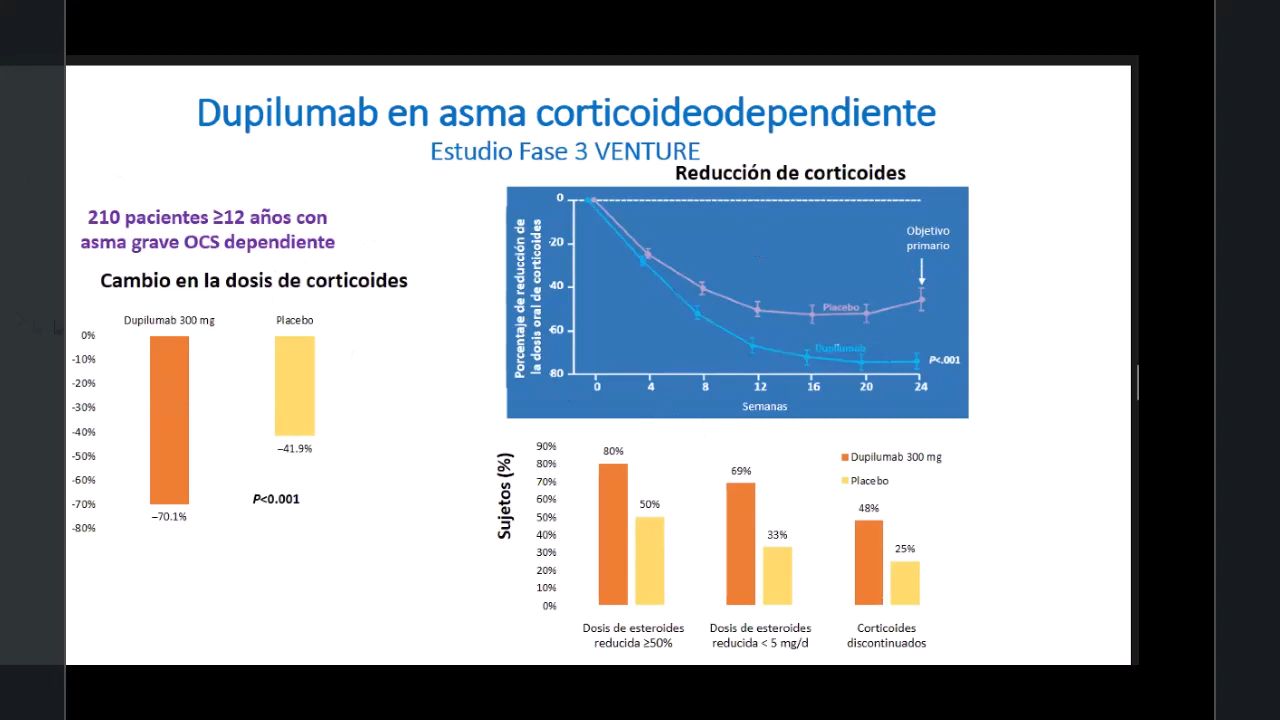 Dupilumab en asma corticoideodependiente
Estudio Fase 3 VENTURE
210 pacientes ≥12 años con
asma grave OCS dependiente
Cambio en la dosis de corticoides
Dupilumab 300 mg
Placebo
0%
-10%
-20%
-30%
-40%
-50%
-60%
-70%
-80%
–70.1%
–41.9%
P<0.001
Reducción de corticoides
Porcentaje de reducción de
la dosis oral de corticoides
0
-20
-40
-60
-80
Objetivo
primario
Placebo
Dupilumab
P<.001
0 4 8 12 16 20 24
Semanas
Sujetos (%)
90%
80%
70%
60%
50%
40%
30%
20%
10%
0%
80%
50%
69%
33%
48%
25%
Dupilumab 300 mg
Placebo
Dosis de esteroides
reducida ≥50%
Dosis de esteroides
reducida < 5 mg/d
Corticoides
discontinuados